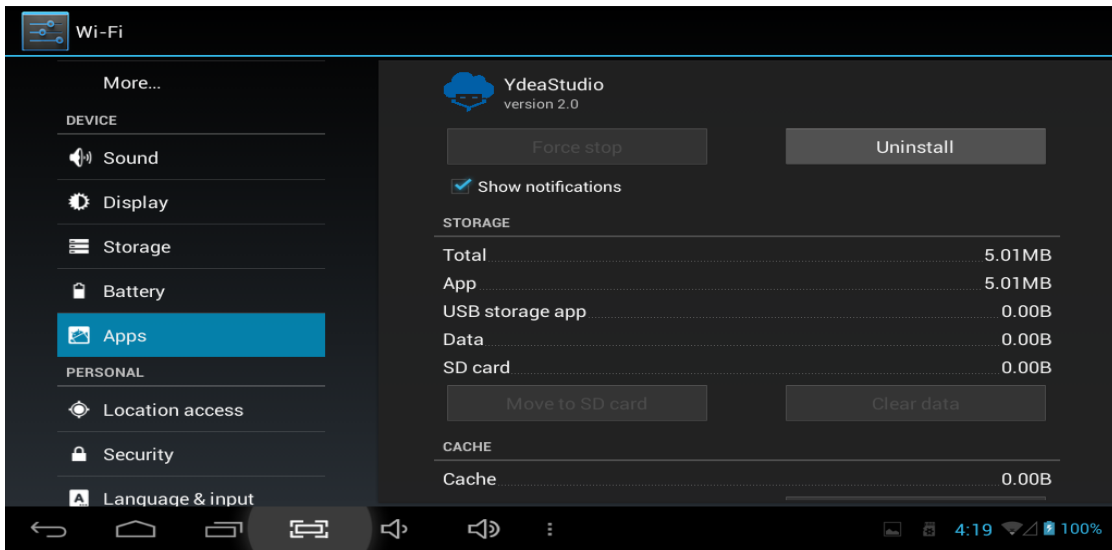 Wi-Fi
More...
DEVICE
Sound
Display
Storage
Battery
Apps
PERSONAL
Location access
Security
A
Language & input
YdeaStudio
version 2.0
Force stop
Uninstall
Show notifications
STORAGE
Total 5.01MB
App 5.01MB
USB storage app 0.00B
Data 0.00B
SD card 0.00B
Move to SD card
Clear data
CACHE
Cache 0.00B
4:19
100%